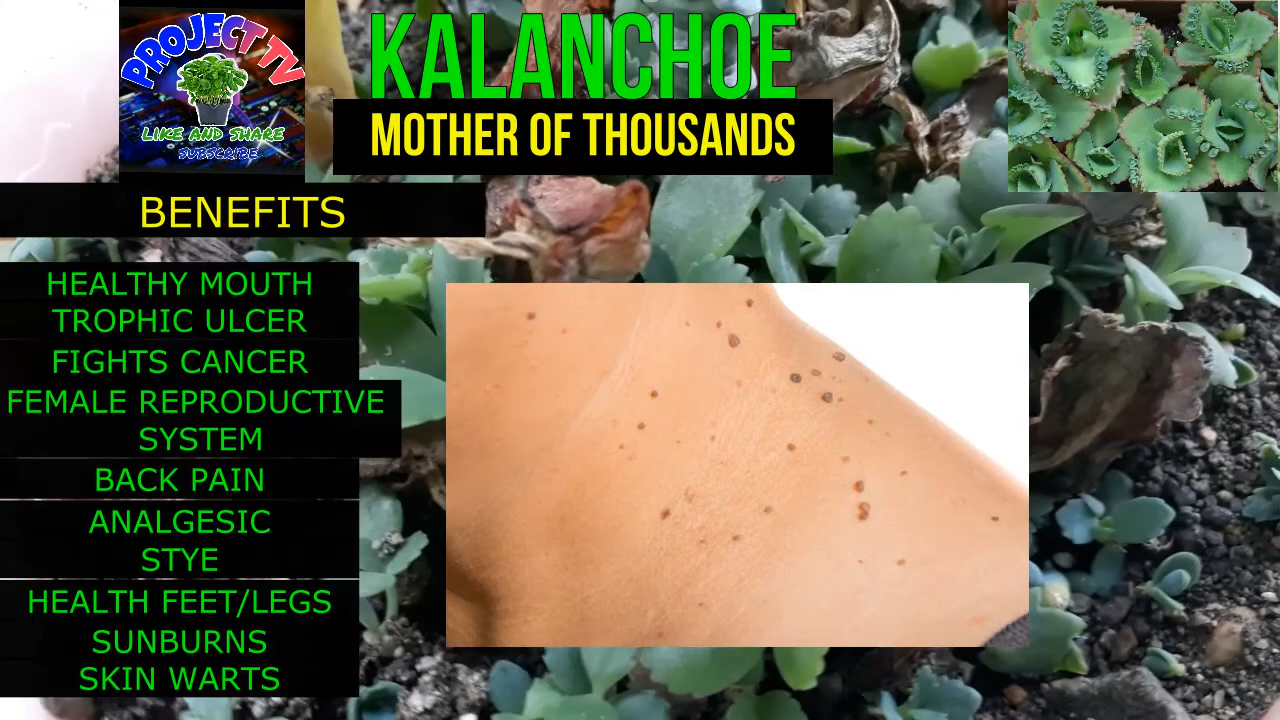 PROJECT TV
LIKE AND SHARE
SUBSCRIBE
KALANCHOE
MOTHER OF THOUSANDS
BENEFITS
HEALTHY MOUTH
TROPHIC ULCER
FIGHTS CANCER
FEMALE REPRODUCTIVE
SYSTEM
BACK PAIN
ANALGESIC
STYE
HEALTH FEET/LEGS
SUNBURNS
SKIN WARTS